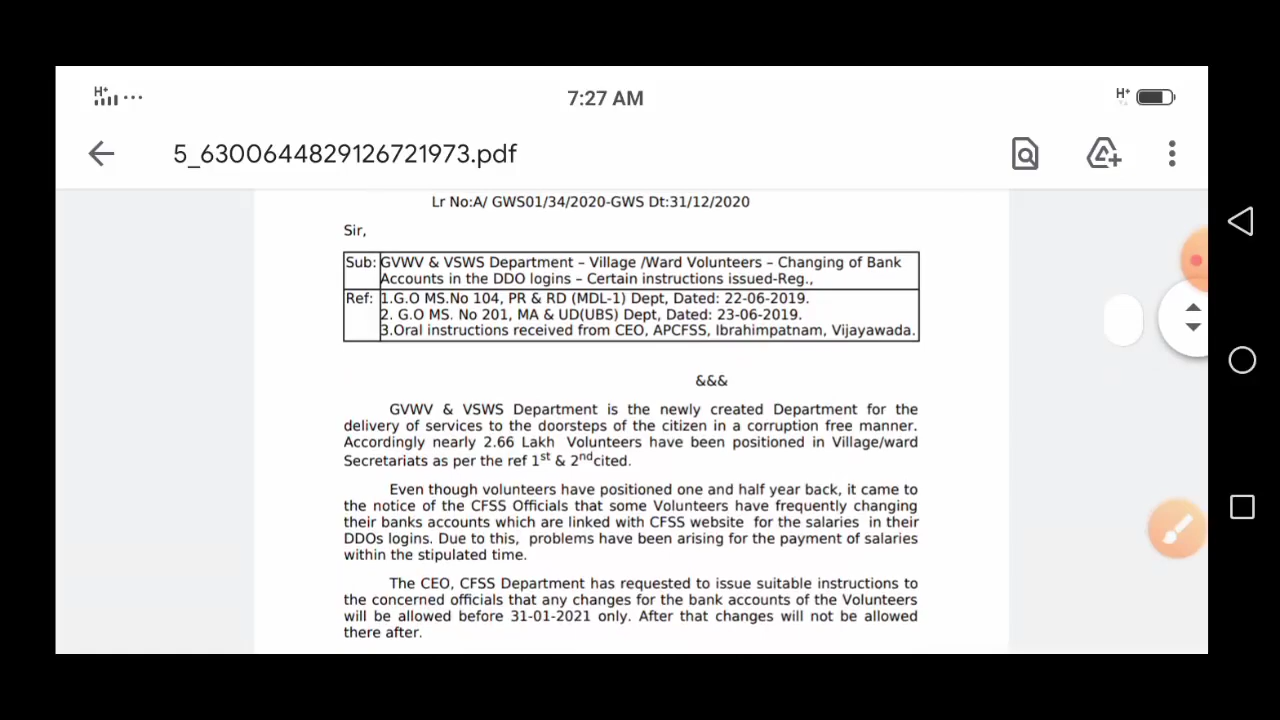 H+
7:27 AM
H+
5_6300644829126721973.pdf
Lr No:A/ GWS01/34/2020-GWS Dt:31/12/2020
Sir,
Sub: GVWV & VSWS Department – Village /Ward Volunteers – Changing of Bank
Accounts in the DDO logins – Certain instructions issued-Reg.,
Ref: 1.G.O MS.No 104, PR & RD (MDL-1) Dept, Dated: 22-06-2019.
2. G.O MS. No 201, MA & UD(UBS) Dept, Dated: 23-06-2019.
3.Oral instructions received from CEO, APCFSS, Ibrahimpatnam, Vijayawada.
&&&
GVWV & VSWS Department is the newly created Department for the
delivery of services to the doorsteps of the citizen in a corruption free manner.
Accordingly nearly 2.66 Lakh Volunteers have been positioned in Village/ward
Secretariats as per the ref 1st & 2ndcited.
Even though volunteers have positioned one and half year back, it came to
the notice of the CFSS Officials that some Volunteers have frequently changing
their banks accounts which are linked with CFSS website for the salaries in their
DDOs logins. Due to this, problems have been arising for the payment of salaries
within the stipulated time.
The CEO, CFSS Department has requested to issue suitable instructions to
the concerned officials that any changes for the bank accounts of the Volunteers
will be allowed before 31-01-2021 only. After that changes will not be allowed
there after.